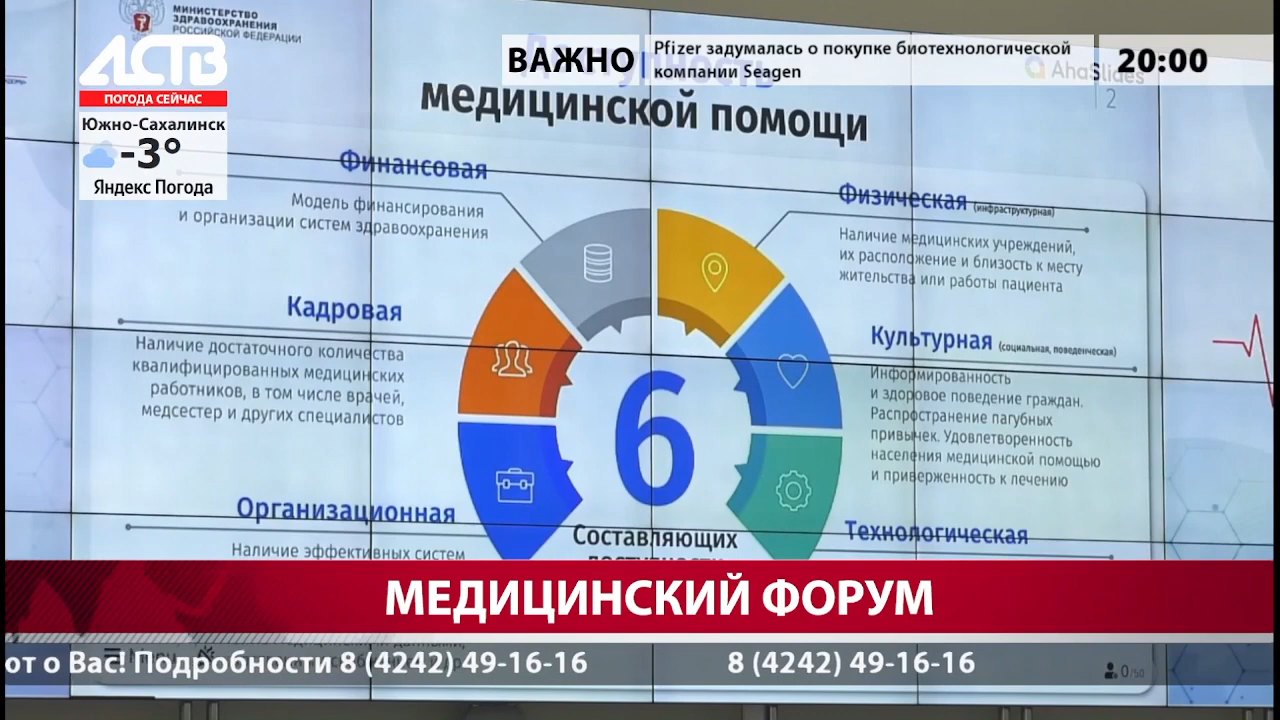 МИНИСТЕРСТВО
ЗДРАВООХРАНЕНИЯ
РОССИЙСКОЙ ФЕДЕРАЦИИ
АСТВ
ПОГОДА СЕЙЧАС
Южно-Сахалинск
-3°
Яндекс Погода
ВАЖНО
Pfizer задумалась о покупке биотехнологической
компании Seagen
20:00
AhaSlides
2
Доступность
медицинской помощи
Финансовая
Модель финансирования
и организации систем здравоохранения
Физическая (инфраструктурная)
Наличие медицинских учреждений,
их расположение и близость к месту
жительства или работы пациента
Кадровая
Наличие достаточного количества
квалифицированных медицинских
работников, в том числе врачей,
медсестер и других специалистов
Культурная (социальная, поведенческая)
Информированность
и здоровое поведение граждан.
Распространение пагубных
привычек. Удовлетворенность
населения медицинской помощью
и приверженность к лечению
Организационная
Наличие эффективных систем
Технологическая
6
Составляющих
доступности
МЕДИЦИНСКИЙ ФОРУМ
от о Вас! Подробности 8 (4242) 49-16-16
8 (4242) 49-16-16
0/50